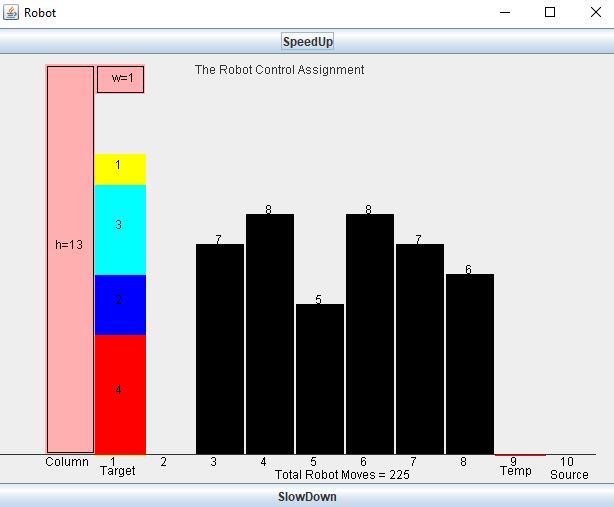 Robot
SpeedUp
w=1
The Robot Control Assignment
1
3
h=13
2
4
7
8
5
8
7
6
Column
1
2
3
4
5
6
7
8
9
10
Target
Total Robot Moves = 225
Temp
Source
SlowDown